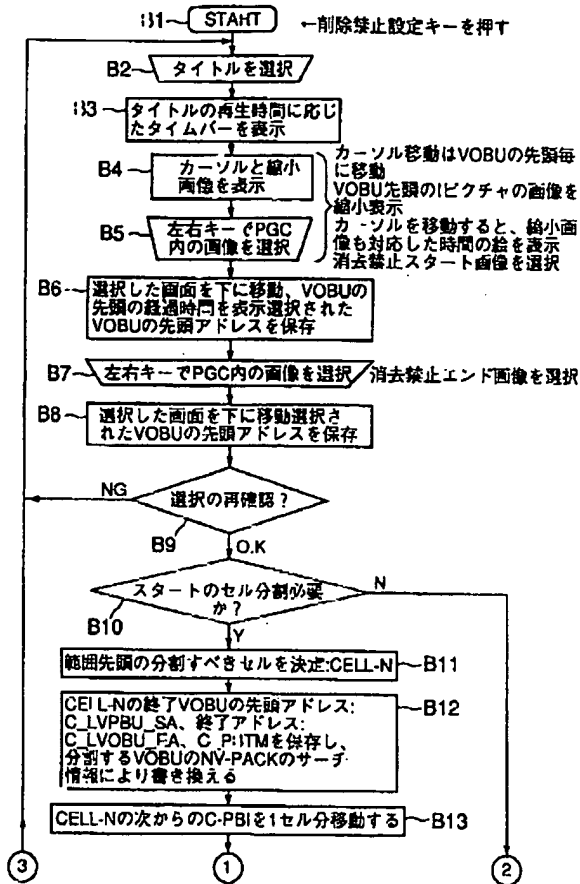 B1 START ←削除禁止設定キーを押す
B2 タイトルを選択
B3 タイトルの再生時間に応じ
たタイムバーを表示
B4 カーソルと縮小
画像を表示
B5 左右キーでPGC
内の画像を選択
カーソル移動はVOBUの先頭毎
に移動
VOBU先頭のIピクチャの画像を
縮小表示
カーソルを移動すると、縮小画
像も対応した時間の絵を表示
消去禁止スタート画像を選択
B6 選択した画面を下に移動、VOBUの
先頭の経過時間を表示選択された
VOBUの先頭アドレスを保存
B7 左右キーでPGC内の画像を選択 消去禁止エンド画像を選択
B8 選択した画面を下に移動選択さ
れたVOBUの先頭アドレスを保存
NG 選択の再確認?
B9 O.K
スタートのセル分割必要
か? N
B10 Y
範囲先頭の分割すべきセルを決定:CELL-N B11
CELL-Nの終了VOBUの先頭アドレス:
C_LVPBU_SA、終了アドレス:
C_LVOBU_EA、C_PBTMを保存し、
分割するVOBUのNV-PACKのサーチ
情報により書き換える
B12
CELL-Nの次からのC-PBIを1セル分移動する B13
3 1 2